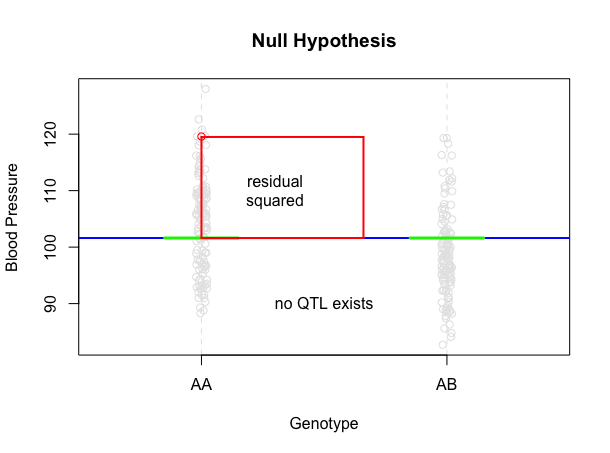 Null Hypothesis
Blood Pressure
120
110
100
90
residual
squared
no QTL exists
AA
AB
Genotype